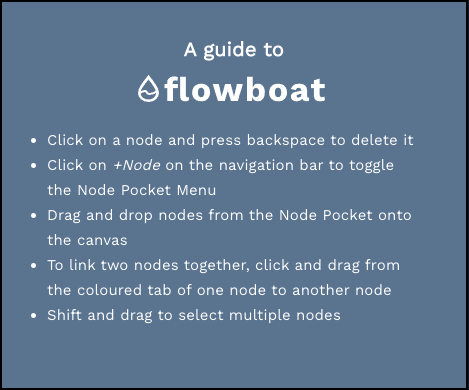 A guide to
flowboat
• Click on a node and press backspace to delete it
• Click on +Node on the navigation bar to toggle
the Node Pocket Menu
• Drag and drop nodes from the Node Pocket onto
the canvas
• To link two nodes together, click and drag from
the coloured tab of one node to another node
• Shift and drag to select multiple nodes